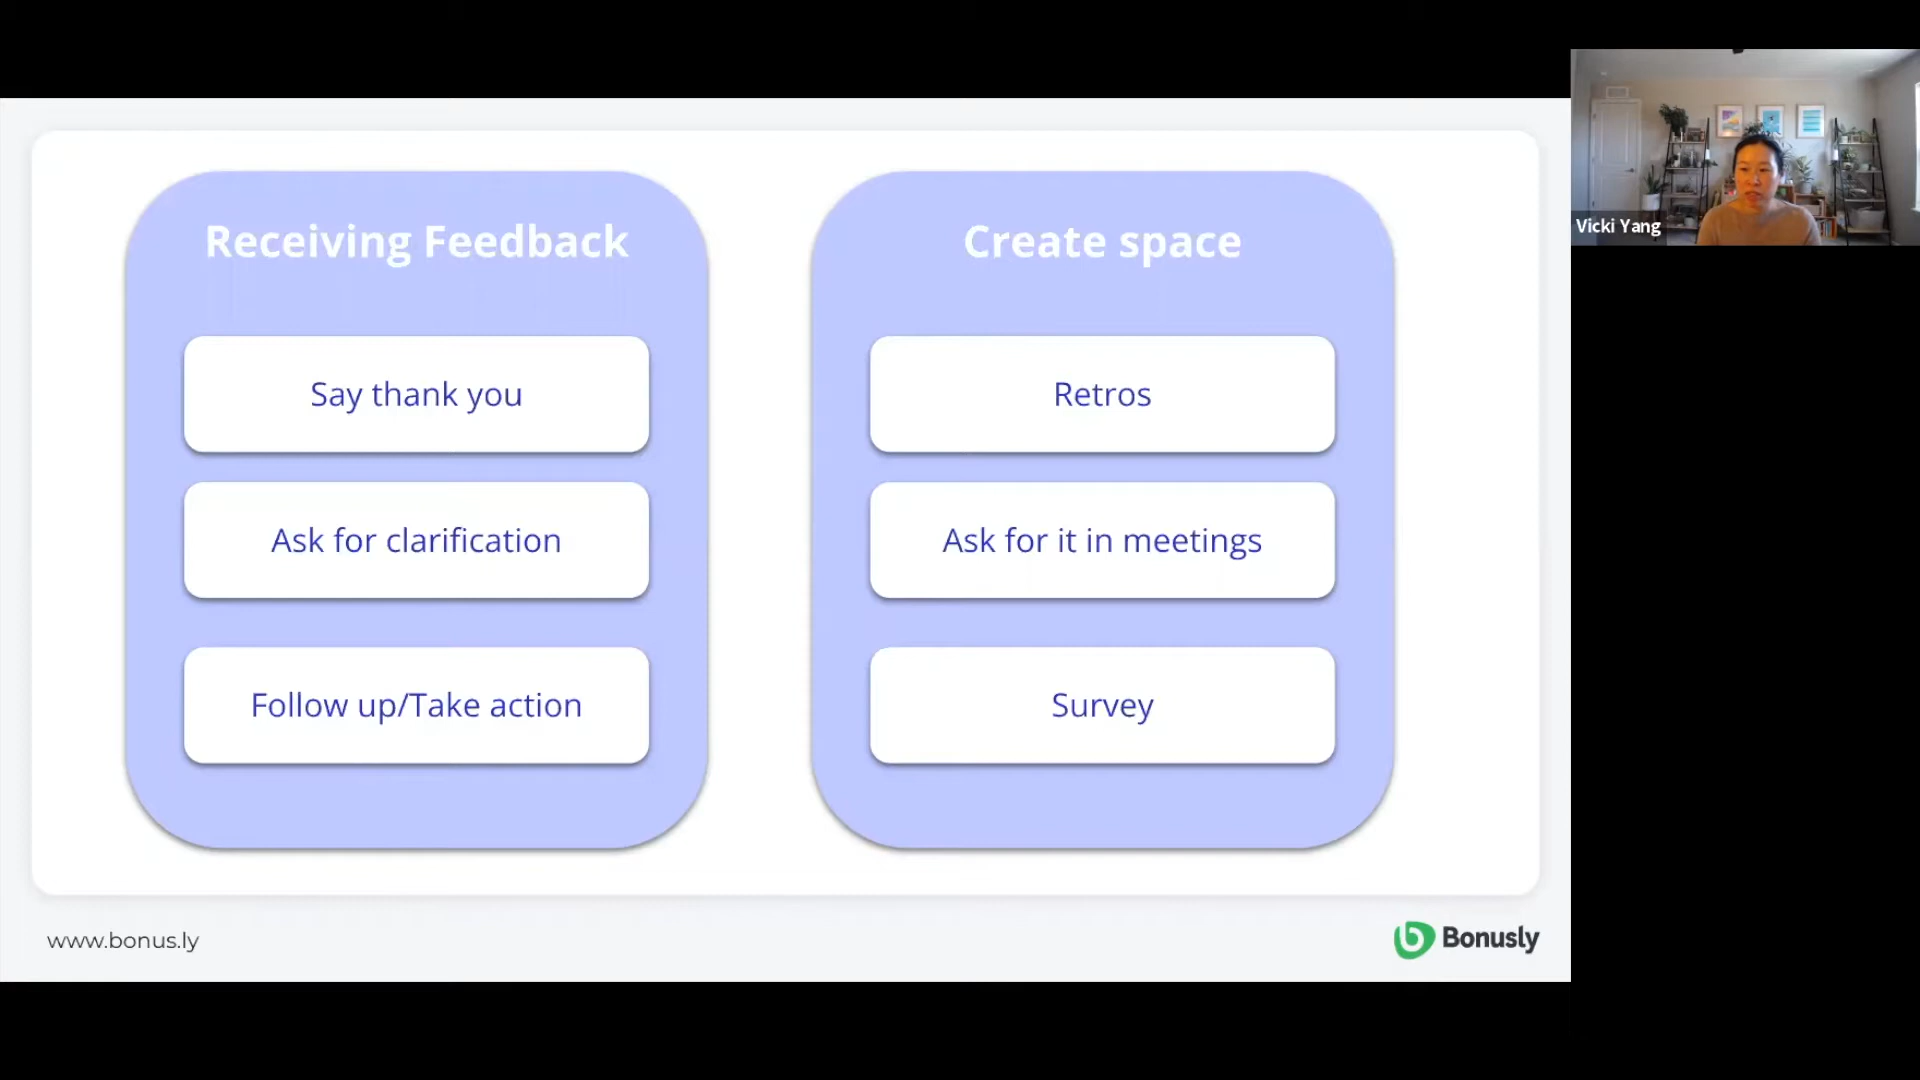 Receiving Feedback
Say thank you
Ask for clarification
Follow up/Take action
Create space
Retros
Ask for it in meetings
Survey
www.bonus.ly
Bonusly
Vicki Yang